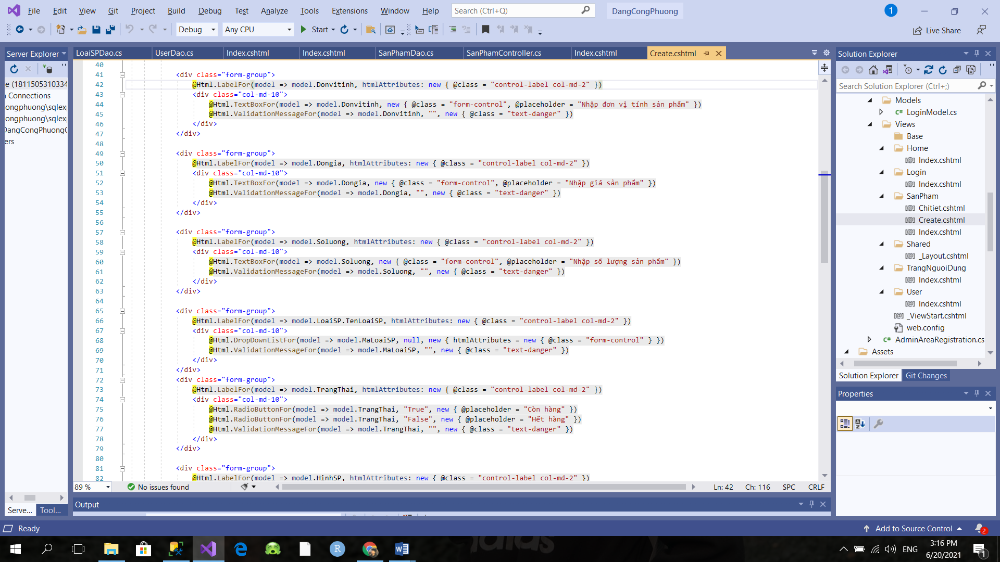 File Edit View Git Project Build Debug Test Analyze Tools Extensions Window Help Search (Ctrl+Q) DangCongPhuong 1
Debug Any CPU Start Live Share
Server Explorer LoaiSPDao.cs UserDao.cs Index.cshtml Index.cshtml SanPhamDao.cs SanPhamController.cs Index.cshtml Create.cshtml
e (1811505310334
Connections
ongphuong\sqlexp
ongphuong\sqlexp
DangCongPhuongC
ers
40
41 <div class="form-group">
42 @Html.LabelFor(model => model.Donvitinh, htmlAttributes: new { @class = "control-label col-md-2" })
43 <div class="col-md-10">
44 @Html.TextBoxFor(model => model.Donvitinh, new { @class = "form-control", @placeholder = "Nhập đơn vị tính sản phẩm" })
45 @Html.ValidationMessageFor(model => model.Donvitinh, "", new { @class = "text-danger" })
46 </div>
47 </div>
48
49 <div class="form-group">
50 @Html.LabelFor(model => model.Dongia, htmlAttributes: new { @class = "control-label col-md-2" })
51 <div class="col-md-10">
52 @Html.TextBoxFor(model => model.Dongia, new { @class = "form-control", @placeholder = "Nhập giá sản phẩm" })
53 @Html.ValidationMessageFor(model => model.Dongia, "", new { @class = "text-danger" })
54 </div>
55 </div>
56
57 <div class="form-group">
58 @Html.LabelFor(model => model.Soluong, htmlAttributes: new { @class = "control-label col-md-2" })
59 <div class="col-md-10">
60 @Html.TextBoxFor(model => model.Soluong, new { @class = "form-control", @placeholder = "Nhập số lượng sản phẩm" })
61 @Html.ValidationMessageFor(model => model.Soluong, "", new { @class = "text-danger" })
62 </div>
63 </div>
64
65 <div class="form-group">
66 @Html.LabelFor(model => model.LoaiSP.TenLoaiSP, htmlAttributes: new { @class = "control-label col-md-2" })
67 <div class="col-md-10">
68 @Html.DropDownListFor(model => model.MaLoaiSP, null, new { htmlAttributes = new { @class = "form-control" } })
69 @Html.ValidationMessageFor(model => model.MaLoaiSP, "", new { @class = "text-danger" })
70 </div>
71 </div>
72 <div class="form-group">
73 @Html.LabelFor(model => model.TrangThai, htmlAttributes: new { @class = "control-label col-md-2" })
74 <div class="col-md-10">
75 @Html.RadioButtonFor(model => model.TrangThai, "True", new { @placeholder = "Còn hàng" })
76 @Html.RadioButtonFor(model => model.TrangThai, "False", new { @placeholder = "Hết hàng" })
77 @Html.ValidationMessageFor(model => model.TrangThai, "", new { @class = "text-danger" })
78 </div>
79 </div>
80
81 <div class="form-group">
82 @Html.LabelFor(model => model.HinhSP, htmlAttributes: new { @class = "control-label col-md-2" })
89 % No issues found Ln: 42 Ch: 116 SPC CRLF
Serve... Tool...
Output
Solution Explorer
Search Solution Explorer (Ctrl+;)
Models
C# LoginModel.cs
Views
Base
Home
Index.cshtml
Login
Index.cshtml
SanPham
Chitiet.cshtml
Create.cshtml
Index.cshtml
Shared
_Layout.cshtml
TrangNguoiDung
Index.cshtml
User
Index.cshtml
_ViewStart.cshtml
web.config
C# AdminAreaRegistration.cs
Assets
Solution Explorer Git Changes
Properties
Ready Add to Source Control 2
ENG 3:16 PM
6/20/2021 1